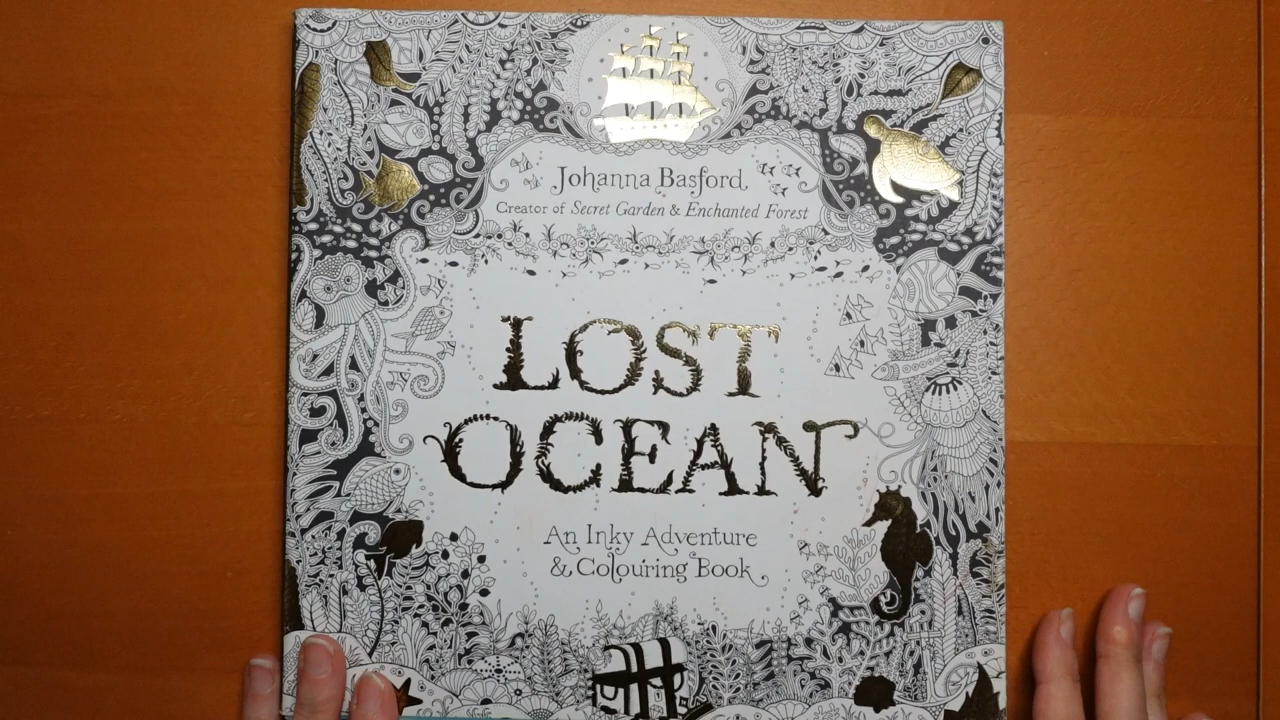 Johanna Basford
Creator of Secret Garden & Enchanted Forest
LOST
OCEAN
An Inky Adventure
& Colouring Book